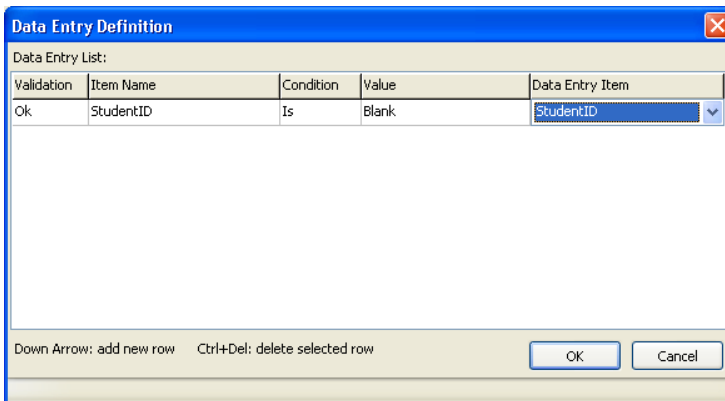 Data Entry Definition
Data Entry List:
Validation Item Name Condition Value Data Entry Item
Ok StudentID Is Blank StudentID
Down Arrow: add new row Ctrl+Del: delete selected row OK Cancel